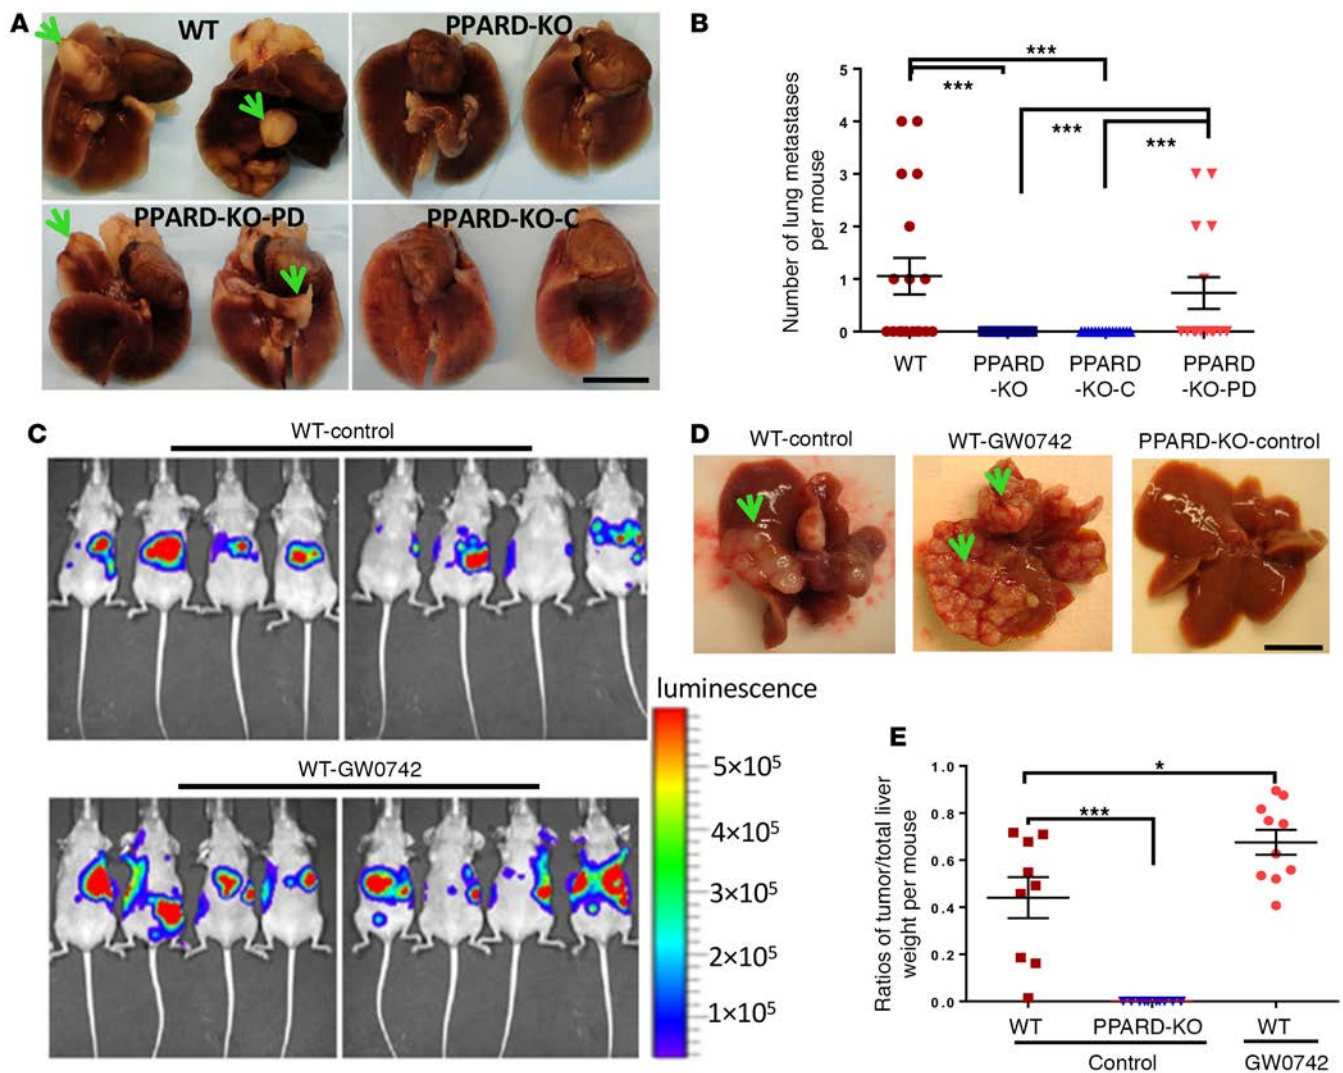 A
WT
PPARD-KO
PPARD-KO-PD
PPARD-KO-C
B
Number of lung metastases
per mouse
5
4
3
2
1
0
***
***
***
***
WT
PPARD
-KO
PPARD
-KO-C
PPARD
-KO-PD
C
WT-control
WT-GW0742
luminescence
5×10⁵
4×10⁵
3×10⁵
2×10⁵
1×10⁵
D
WT-control
WT-GW0742
PPARD-KO-control
E
Ratios of tumor/total liver
weight per mouse
1.0
0.8
0.6
0.4
0.2
0.0
*
***
WT
PPARD-KO
WT
Control
GW0742